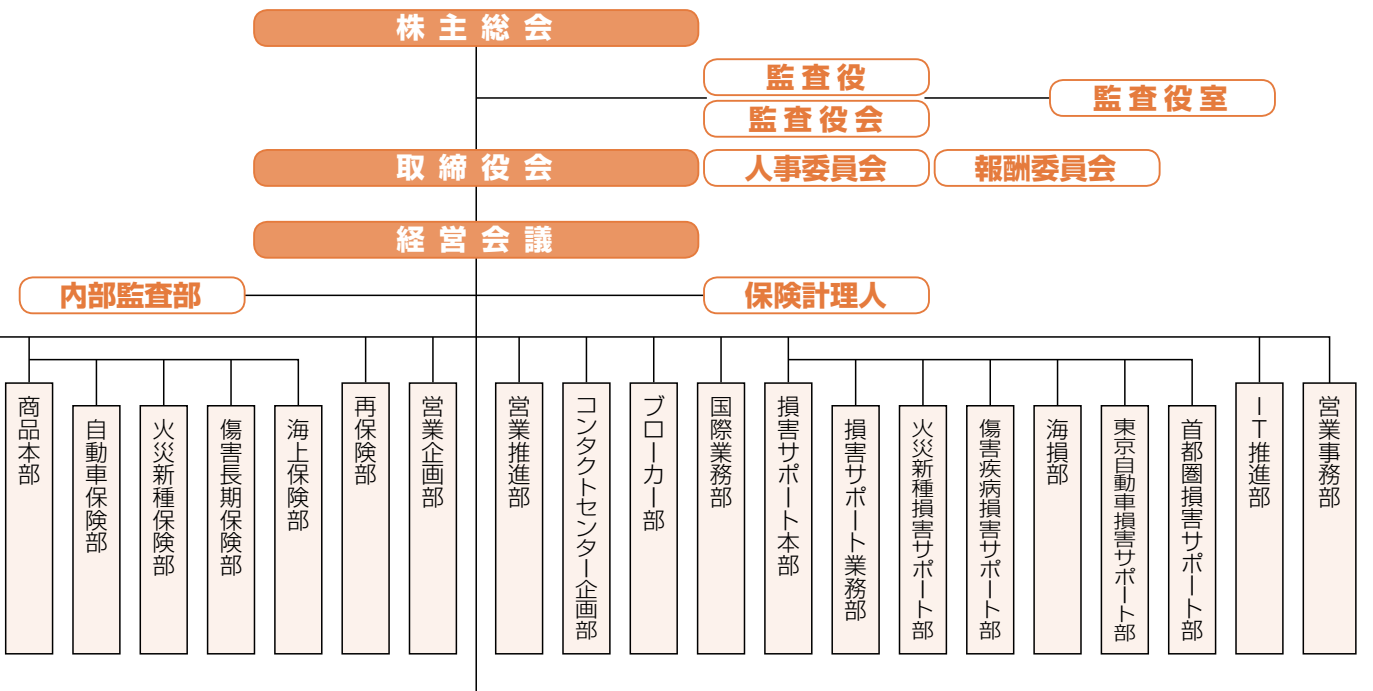 株主総会
監査役
監査役会
監査役室
取締役会
人事委員会
報酬委員会
経営会議
内部監査部
保険計理人
商品本部
自動車保険部
火災新種保険部
傷害長期保険部
海上保険部
再保険部
営業企画部
営業推進部
コンタクトセンター企画部
ブローカー部
国際業務部
損害サポート本部
損害サポート業務部
火災新種損害サポート部
傷害疾病損害サポート部
海損部
東京自動車損害サポート部
首都圏損害サポート部
IT推進部
営業事務部